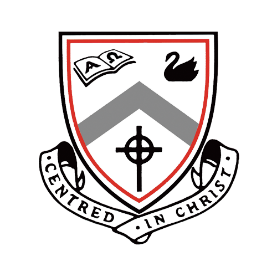 Α Ω
· CENTRED · IN CHRIST ·